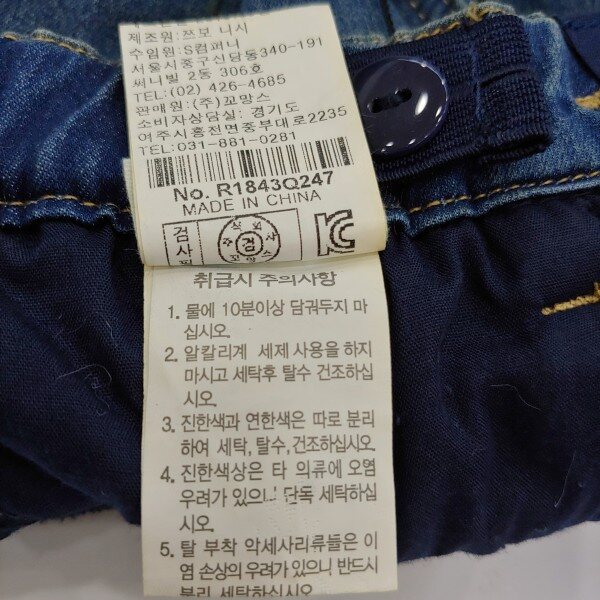 제조원: 쯔보 니시
수입원: S컴퍼니
서울시중구신당동340-191
써니빌 2동 306호
TEL:(02) 426-4685
판매원: (주)꼬망스
소비자상담실: 경기도
여주시흥천면중부대로2235
TEL:031-881-0281
No. R1843Q247
MADE IN CHINA
검사필
검
꼬망스
KC
취급시 주의사항
1. 물에 10분이상 담궈두지 마
십시오.
2. 알칼리계 세제 사용을 하지
마시고 세탁후 탈수 건조하십
시오.
3. 진한색과 연한색은 따로 분리
하여 세탁, 탈수,건조하십시오
4. 진한색상은 타 의류에 오염
우려가 있으니 단독 세탁하십
시오.
5. 탈 부착 악세사리류들은 이
염 손상의 우려가 있으니 반드시
분리 세탁하십시오